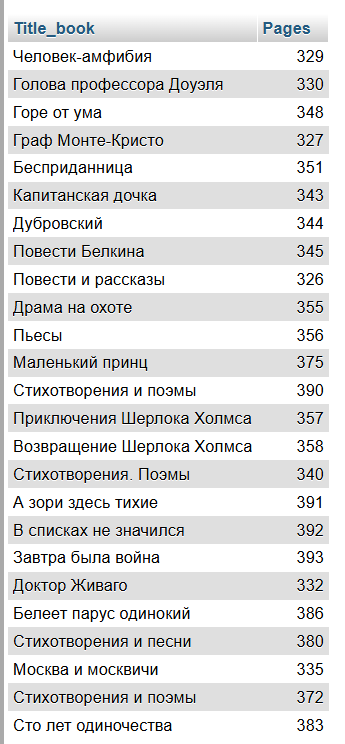 Title_book Pages
Человек-амфибия 329
Голова профессора Доуэля 330
Горе от ума 348
Граф Монте-Кристо 327
Бесприданница 351
Капитанская дочка 343
Дубровский 344
Повести Белкина 345
Повести и рассказы 326
Драма на охоте 355
Пьесы 356
Маленький принц 375
Стихотворения и поэмы 390
Приключения Шерлока Холмса 357
Возвращение Шерлока Холмса 358
Стихотворения. Поэмы 340
А зори здесь тихие 391
В списках не значился 392
Завтра была война 393
Доктор Живаго 332
Белеет парус одинокий 386
Стихотворения и песни 380
Москва и москвичи 335
Стихотворения и поэмы 372
Сто лет одиночества 383